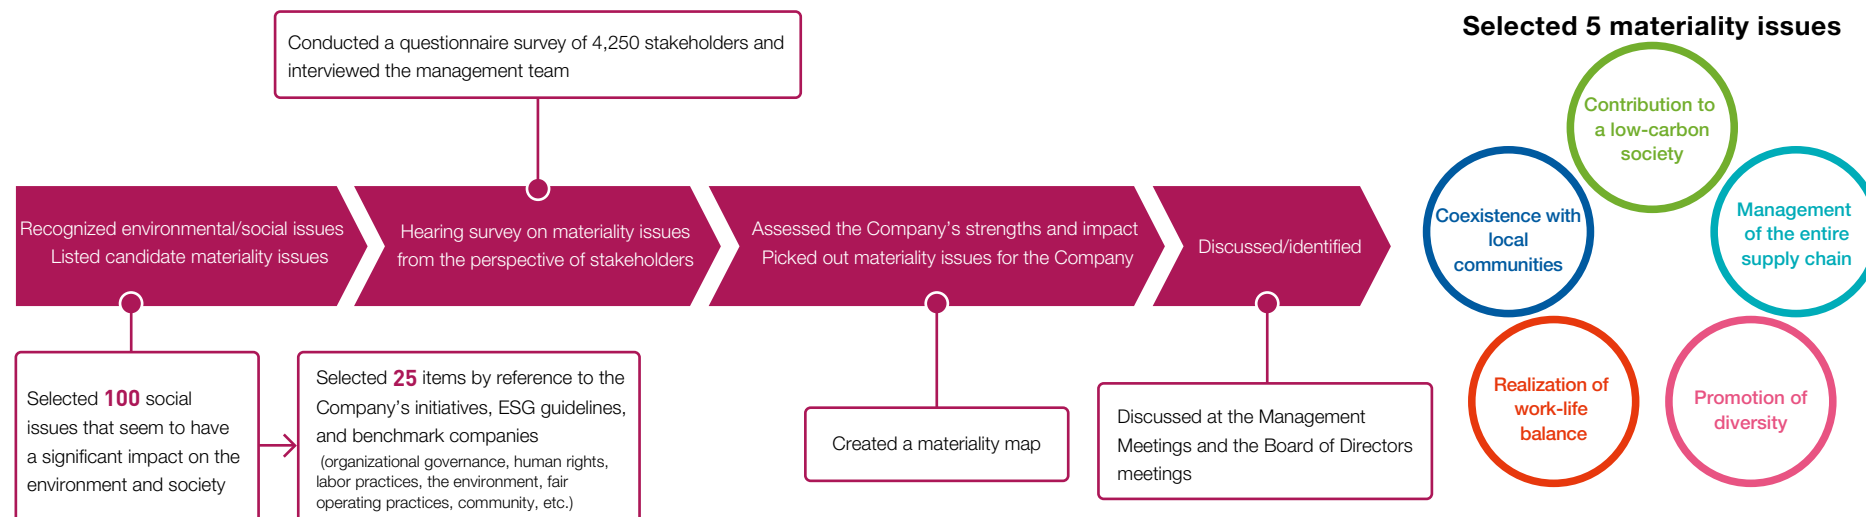 Conducted a questionnaire survey of 4,250 stakeholders and
interviewed the management team
Recognized environmental/social issues
Listed candidate materiality issues
Hearing survey on materiality issues
from the perspective of stakeholders
Assessed the Company’s strengths and impact
Picked out materiality issues for the Company
Discussed/identified
Selected 100 social
issues that seem to have
a significant impact on the
environment and society
Selected 25 items by reference to the
Company’s initiatives, ESG guidelines,
and benchmark companies
(organizational governance, human rights,
labor practices, the environment, fair
operating practices, community, etc.)
Created a materiality map
Discussed at the Management
Meetings and the Board of Directors
meetings
Selected 5 materiality issues
Contribution to
a low-carbon
society
Coexistence with
local
communities
Management
of the entire
supply chain
Realization of
work-life
balance
Promotion of
diversity